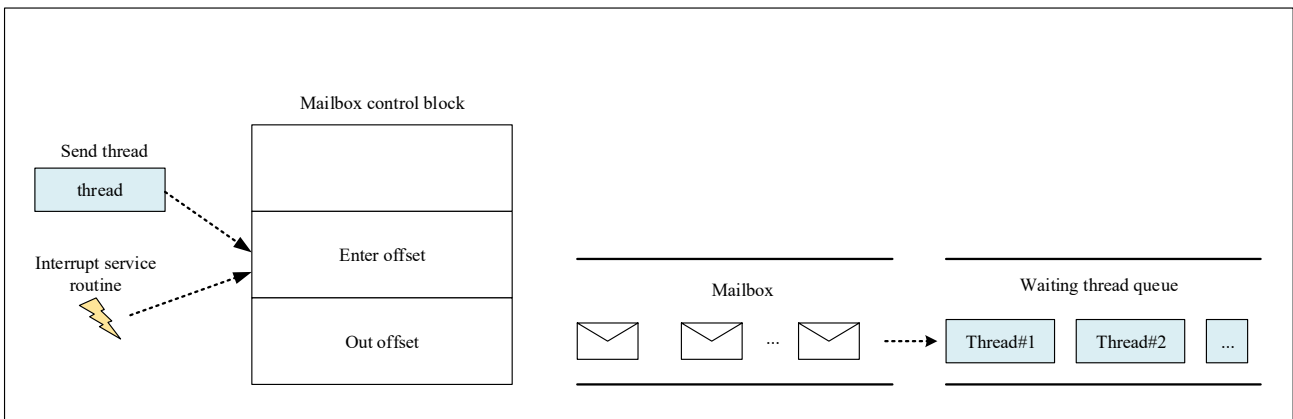 Mailbox control block
Send thread
thread
Enter offset
Interrupt service
routine
Out offset
Mailbox
...
Waiting thread queue
Thread#1
Thread#2
...